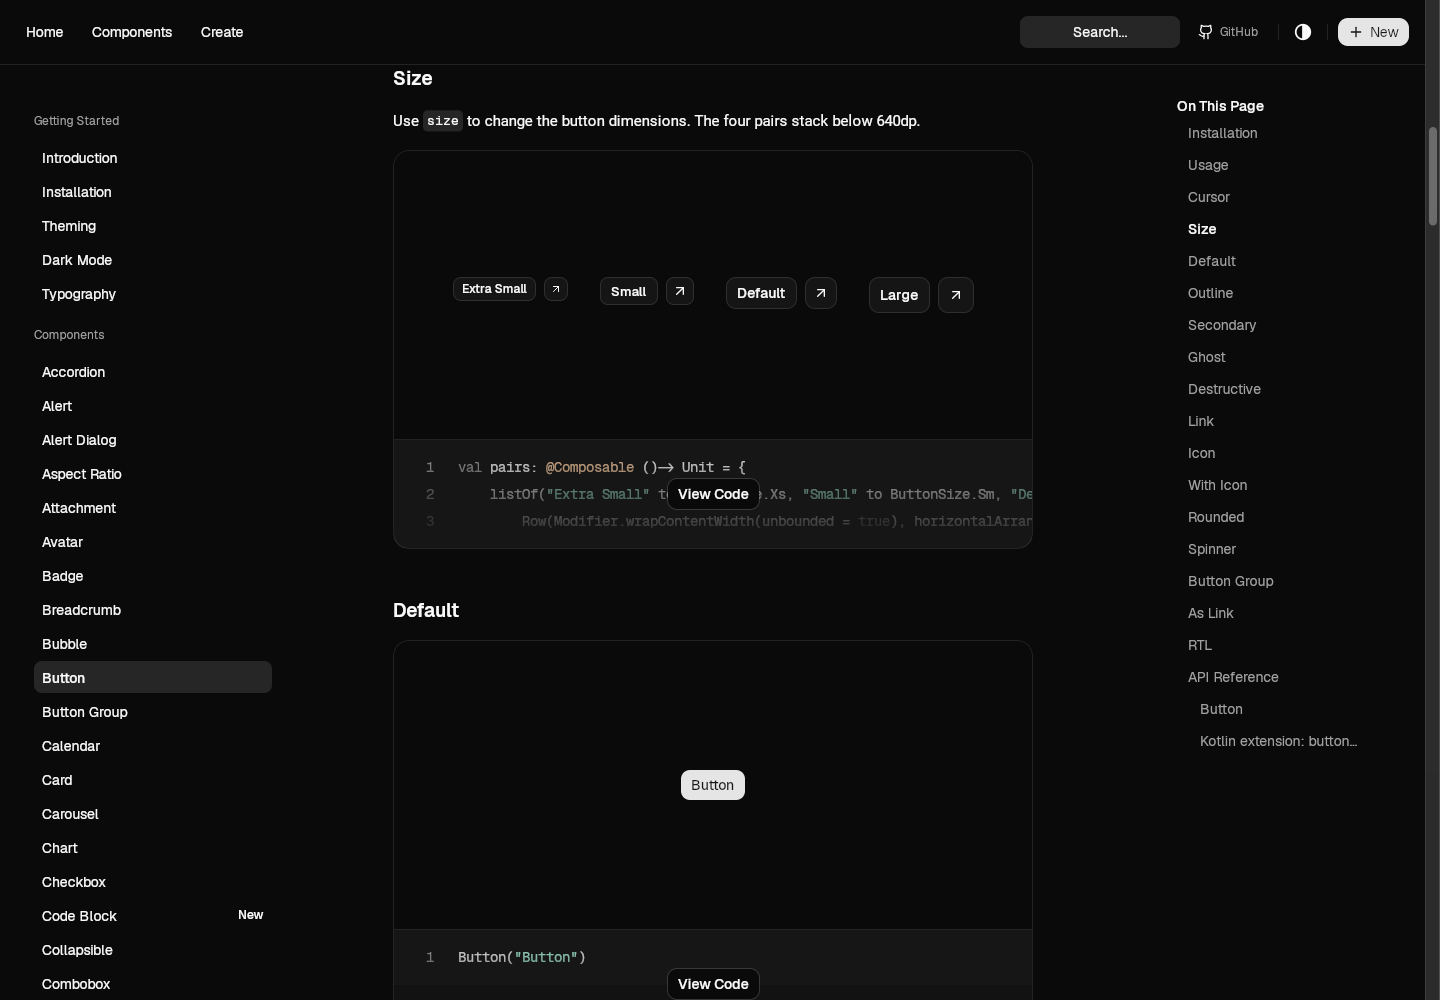 Home
Components
Create
Search...
GitHub
New
Getting Started
Introduction
Installation
Theming
Dark Mode
Typography
Components
Accordion
Alert
Alert Dialog
Aspect Ratio
Attachment
Avatar
Badge
Breadcrumb
Bubble
Button
Button Group
Calendar
Card
Carousel
Chart
Checkbox
Code Block
New
Collapsible
Combobox
Size
Use size to change the button dimensions. The four pairs stack below 640dp.
Extra Small
Small
Default
Large
1 val pairs: @Composable ()-> Unit = {
2 listOf("Extra Small" .Xs, "Small" to ButtonSize.Sm, "De
View Code
3 Row(Modifier.wrapContentWidth(unbounded = true), horizontalArran
Default
Button
1 Button("Button")
View Code
On This Page
Installation
Usage
Cursor
Size
Default
Outline
Secondary
Ghost
Destructive
Link
Icon
With Icon
Rounded
Spinner
Button Group
As Link
RTL
API Reference
Button
Kotlin extension: button...